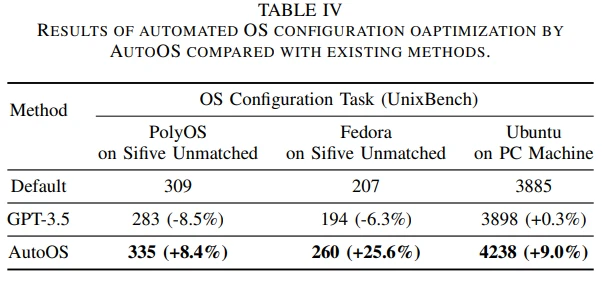 TABLE IV
RESULTS OF AUTOMATED OS CONFIGURATION OAPTIMIZATION BY
AUTOOS COMPARED WITH EXISTING METHODS.
Method
OS Configuration Task (UnixBench)
PolyOS Fedora Ubuntu
on Sifive Unmatched on Sifive Unmatched on PC Machine
Default 309 207 3885
GPT-3.5 283 (-8.5%) 194 (-6.3%) 3898 (+0.3%)
AutoOS 335 (+8.4%) 260 (+25.6%) 4238 (+9.0%)